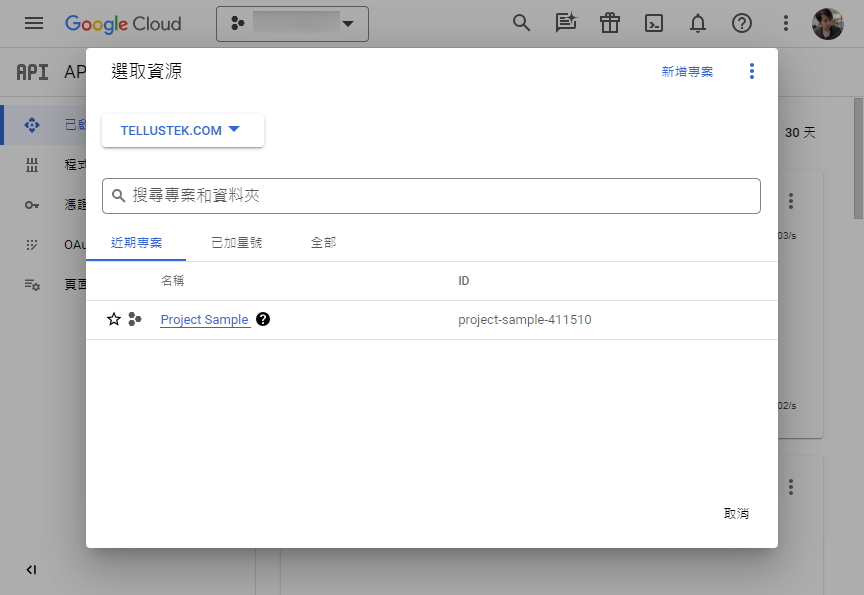 Google Cloud
API AP
選取資源
新增專案
TELLUSTEK.COM
已啟
30 天
搜尋專案和資料夾
程式
憑證
03/s
近期專案 已加星號 全部
OAu
名稱 ID
頁面
Project Sample project-sample-411510
02/s
取消